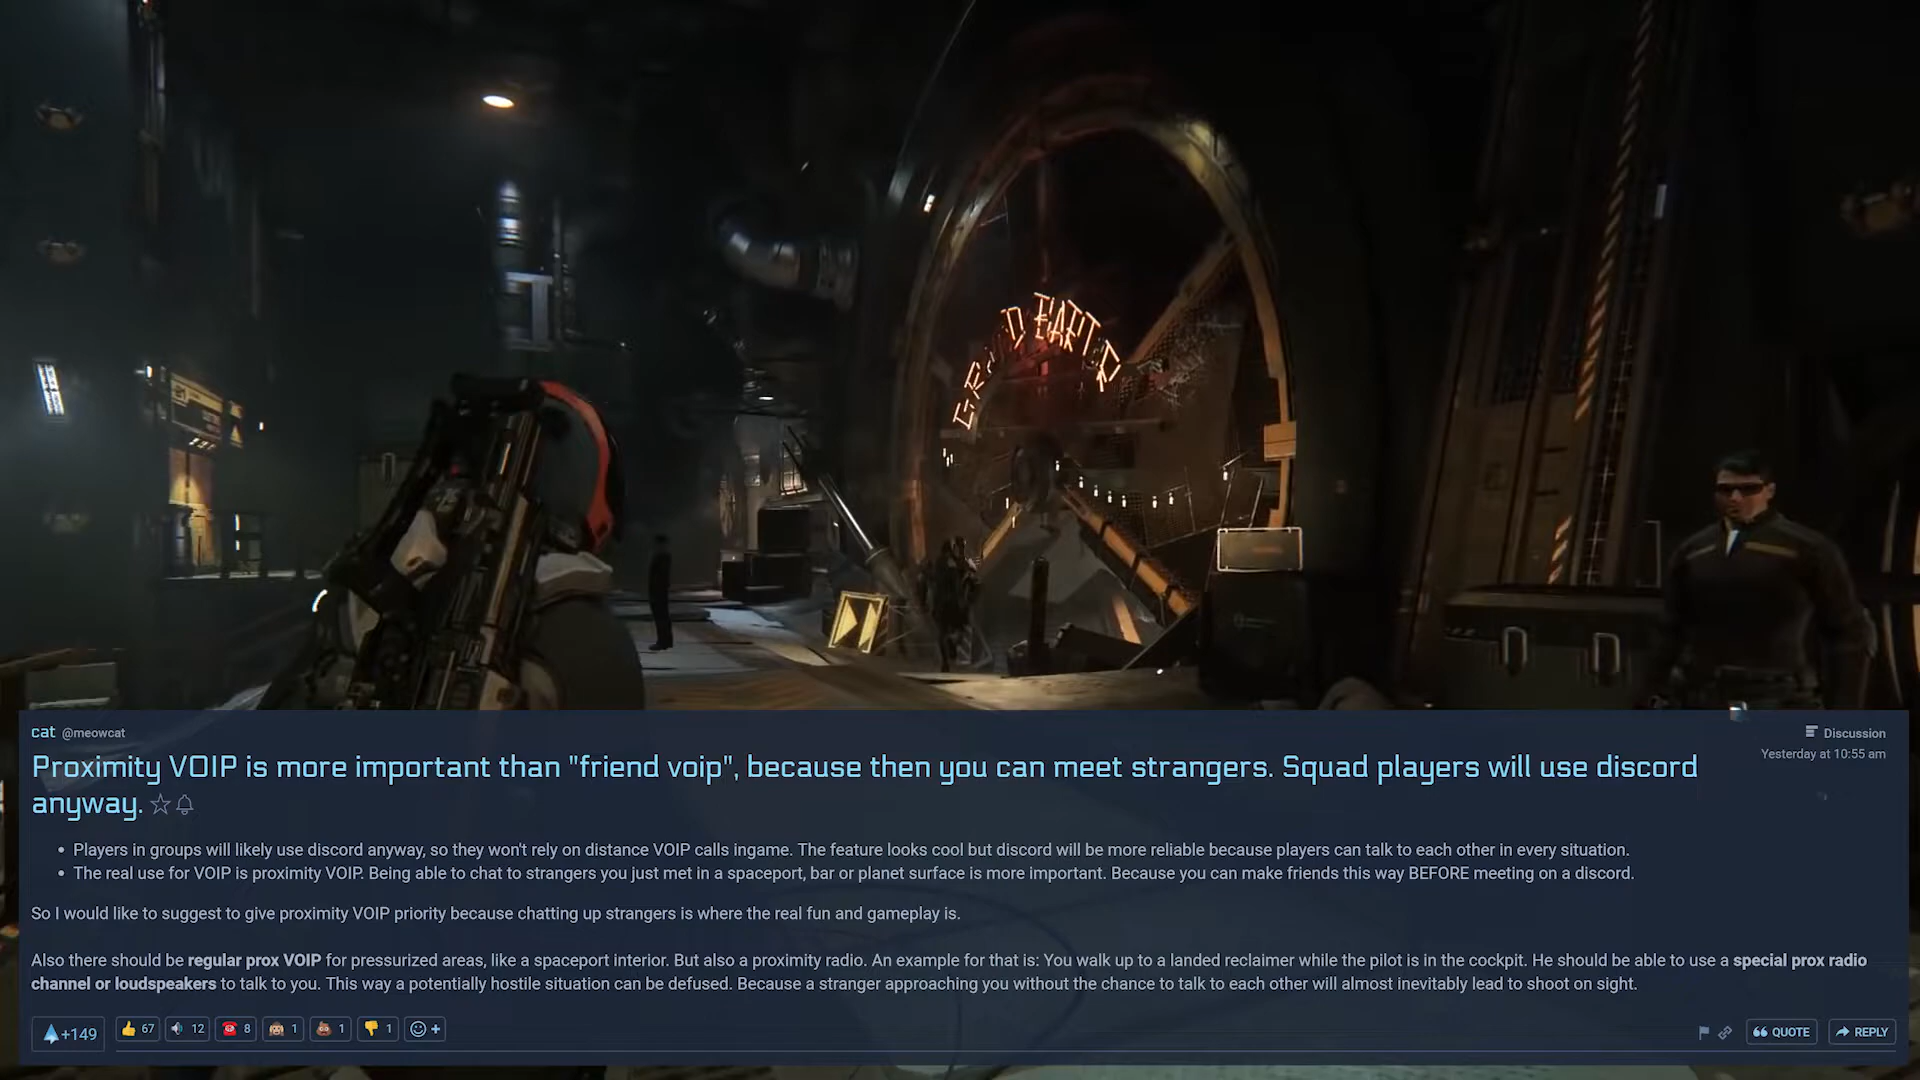 GRAND BARTER
cat @meowcat
Discussion
Yesterday at 10:55 am
Proximity VOIP is more important than "friend voip", because then you can meet strangers. Squad players will use discord
anyway.
• Players in groups will likely use discord anyway, so they won't rely on distance VOIP calls ingame. The feature looks cool but discord will be more reliable because players can talk to each other in every situation.
• The real use for VOIP is proximity VOIP. Being able to chat to strangers you just met in a spaceport, bar or planet surface is more important. Because you can make friends this way BEFORE meeting on a discord.
So I would like to suggest to give proximity VOIP priority because chatting up strangers is where the real fun and gameplay is.
Also there should be regular prox VOIP for pressurized areas, like a spaceport interior. But also a proximity radio. An example for that is: You walk up to a landed reclaimer while the pilot is in the cockpit. He should be able to use a special prox radio
channel or loudspeakers to talk to you. This way a potentially hostile situation can be defused. Because a stranger approaching you without the chance to talk to each other will almost inevitably lead to shoot on sight.
+149 67 12 8 1 1 1 + QUOTE REPLY